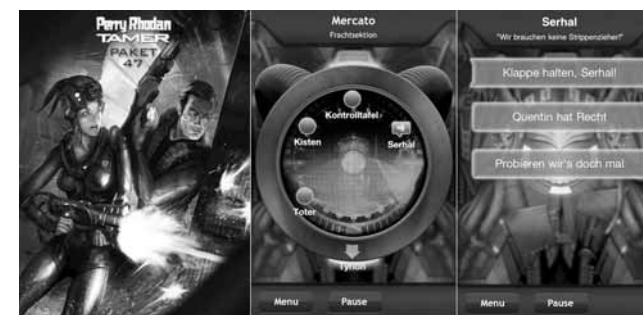 Perry Rhodan
TAMER
PAKET
47
Mercato
Frachtsektion
Kontrolltafel
Kisten
Serhal
Toter
Menu
Pause
Serhal
"Wir brauchen keine Strippenzieher!"
Klappe halten, Serhal!
Quentin hat Recht
Probieren wir's doch mal
Menu
Pause